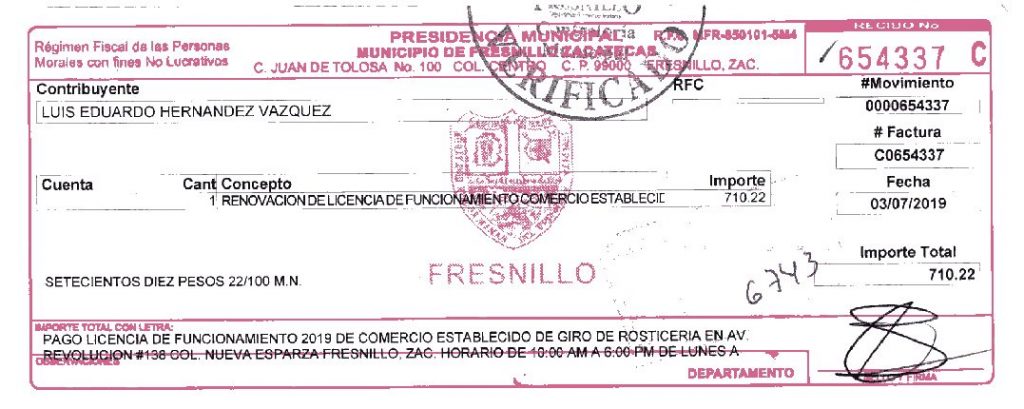 RECIBO No
Régimen Fiscal de las Personas
Morales con fines No Lucrativos
PRESIDENCIA MUNICIPAL
MUNICIPIO DE FRESNILLO ZACATECAS
C. JUAN DE TOLOSA No. 100 COL. CENTRO C. P. 99000 FRESNILLO, ZAC.
MFR-850101-5M4
654337 C
VERIFICADO
Contribuyente
RFC
#Movimiento
LUIS EDUARDO HERNANDEZ VAZQUEZ
0000654337
# Factura
C0654337
Cuenta Cant Concepto Importe
Fecha
1 RENOVACION DE LICENCIA DE FUNCIONAMIENTO COMERCIO ESTABLECID 710.22
03/07/2019
Importe Total
710.22
FRESNILLO
6743
SETECIENTOS DIEZ PESOS 22/100 M.N.
IMPORTE TOTAL CON LETRA:
PAGO LICENCIA DE FUNCIONAMIENTO 2019 DE COMERCIO ESTABLECIDO DE GIRO DE ROSTICERIA EN AV.
REVOLUCION #138 COL. NUEVA ESPARZA FRESNILLO, ZAC. HORARIO DE 10:00 AM A 6:00 PM DE LUNES A
OBSERVACIONES
DEPARTAMENTO
FIRMA